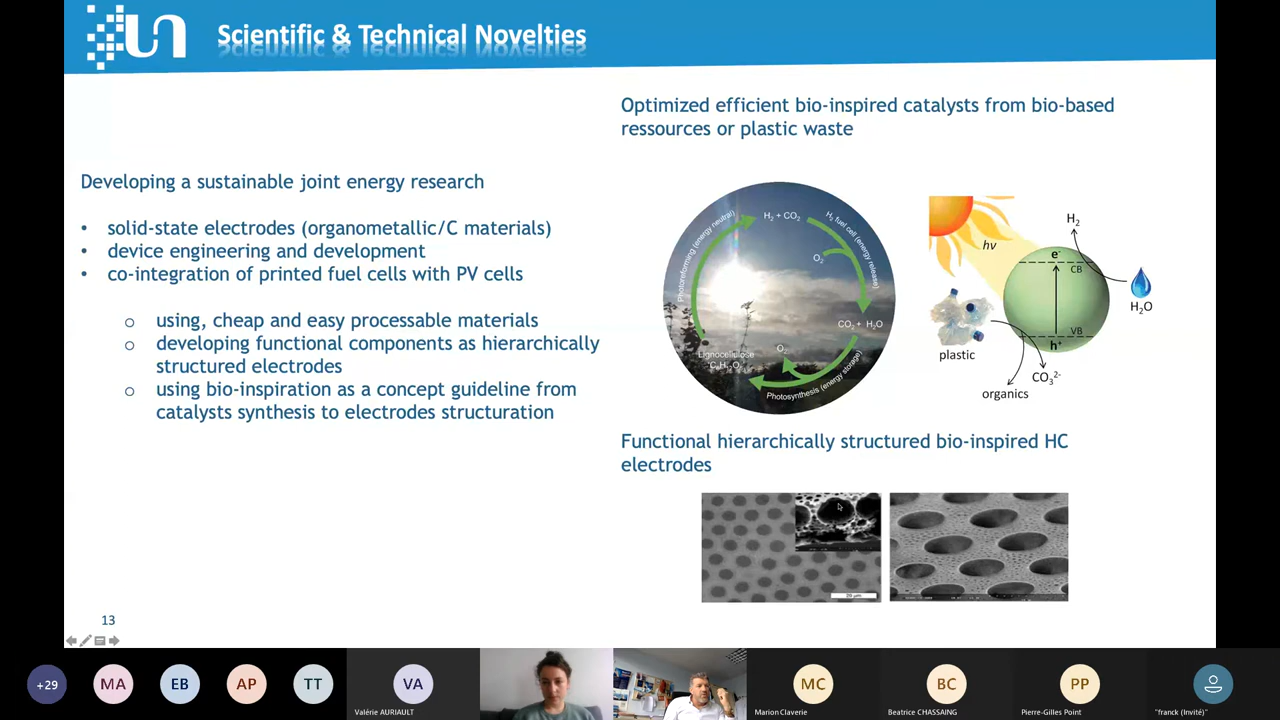 un
Scientific & Technical Novelties
Developing a sustainable joint energy research
• solid-state electrodes (organometallic/C materials)
• device engineering and development
• co-integration of printed fuel cells with PV cells
o using, cheap and easy processable materials
o developing functional components as hierarchically
structured electrodes
o using bio-inspiration as a concept guideline from
catalysts synthesis to electrodes structuration
Optimized efficient bio-inspired catalysts from bio-based
ressources or plastic waste
H₂ + CO₂
H₂ fuel cell (energy release)
O₂
CO₂ + H₂O
Photosynthesis (energy storage)
O₂
Lignocellulose
Photoreforming (energy neutral)
hν
H₂
e⁻
CB
H₂O
VB
h⁺
plastic
CO₃²⁻
organics
Functional hierarchically structured bio-inspired HC
electrodes
20 µm
13
+29
MA
EB
AP
TT
VA
Valérie AURIAULT
MC
Marion Claverie
BC
Beatrice CHASSAING
PP
Pierre-Gilles Point
"franck (Invité)"